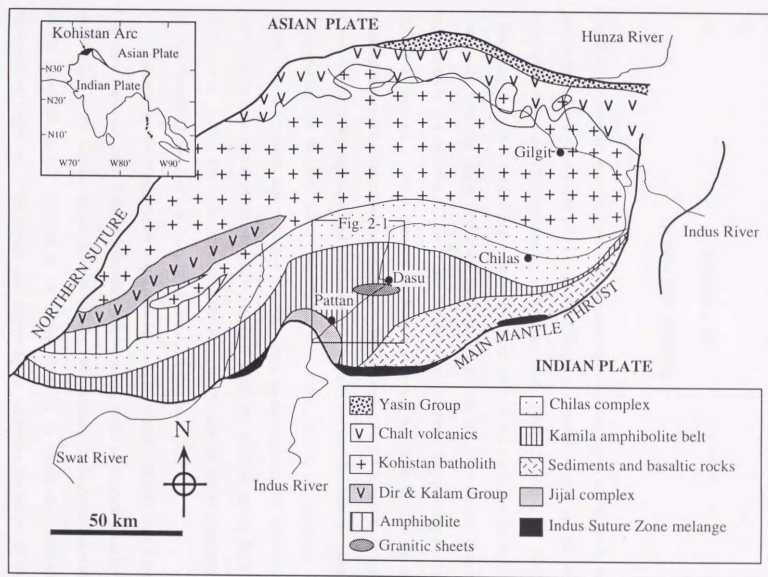 ASIAN PLATE
Kohistan Arc
Asian Plate
Indian Plate
N30°
N20°
N10°
W70°
W80°
W90°
Hunza River
Gilgit
NORTHERN SUTURE
Fig. 2-1
Indus River
Chilas
Dasu
Pattan
MAIN MANTLE THRUST
INDIAN PLATE
Swat River
N
Indus River
50 km
Yasin Group
Chalt volcanics
Kohistan batholith
Dir & Kalam Group
Amphibolite
Granitic sheets
Chilas complex
Kamila amphibolite belt
Sediments and basaltic rocks
Jijal complex
Indus Suture Zone melange